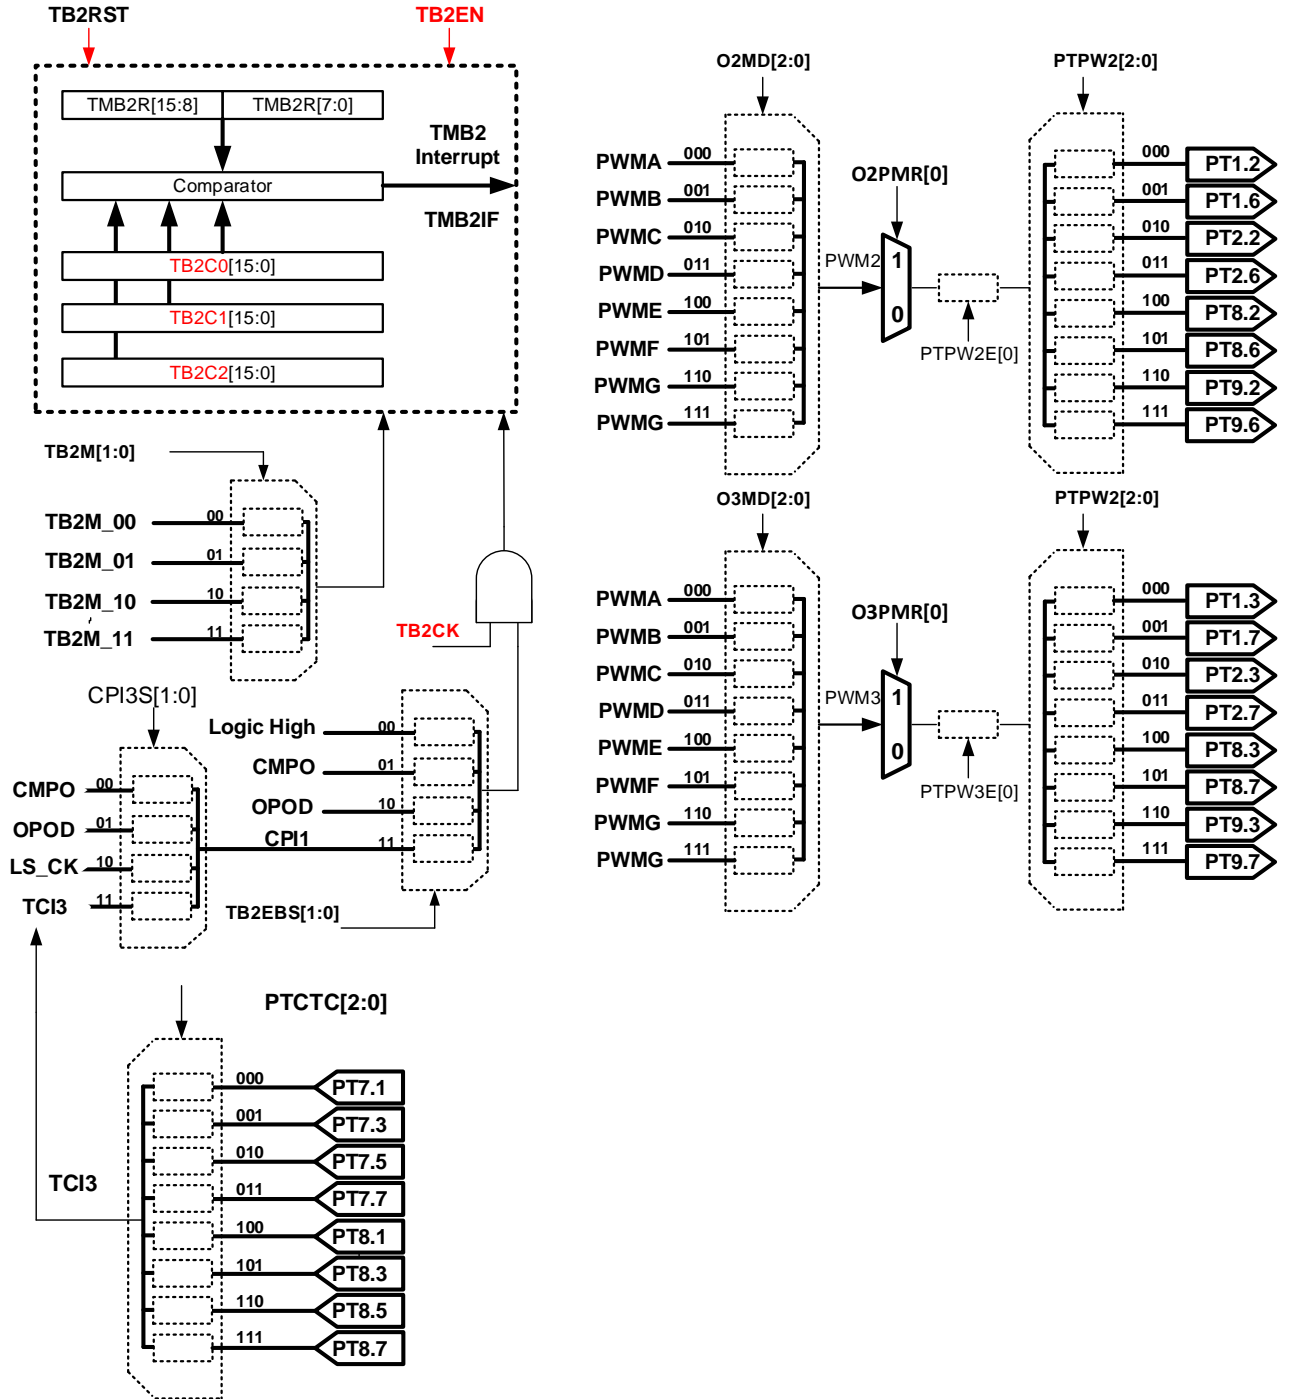 TB2RST
TB2EN
TMB2R[15:8]
TMB2R[7:0]
TMB2
Interrupt
Comparator
TMB2IF
TB2C0[15:0]
TB2C1[15:0]
TB2C2[15:0]
TB2M[1:0]
TB2M_00
00
TB2M_01
01
TB2M_10
10
TB2M_11
11
TB2CK
CPI3S[1:0]
CMPO
00
OPOD
01
LS_CK
10
TCI3
11
Logic High
00
CMPO
01
OPOD
10
CPI1
11
TB2EBS[1:0]
PTCTC[2:0]
TCI3
000
PT7.1
001
PT7.3
010
PT7.5
011
PT7.7
100
PT8.1
101
PT8.3
110
PT8.5
111
PT8.7
O2MD[2:0]
PWMA
000
PWMB
001
PWMC
010
PWMD
011
PWME
100
PWMF
101
PWMG
110
PWMG
111
O2PMR[0]
PWM2
1
0
PTPW2E[0]
PTPW2[2:0]
000
PT1.2
001
PT1.6
010
PT2.2
011
PT2.6
100
PT8.2
101
PT8.6
110
PT9.2
111
PT9.6
O3MD[2:0]
PWMA
000
PWMB
001
PWMC
010
PWMD
011
PWME
100
PWMF
101
PWMG
110
PWMG
111
O3PMR[0]
PWM3
1
0
PTPW3E[0]
PTPW2[2:0]
000
PT1.3
001
PT1.7
010
PT2.3
011
PT2.7
100
PT8.3
101
PT8.7
110
PT9.3
111
PT9.7